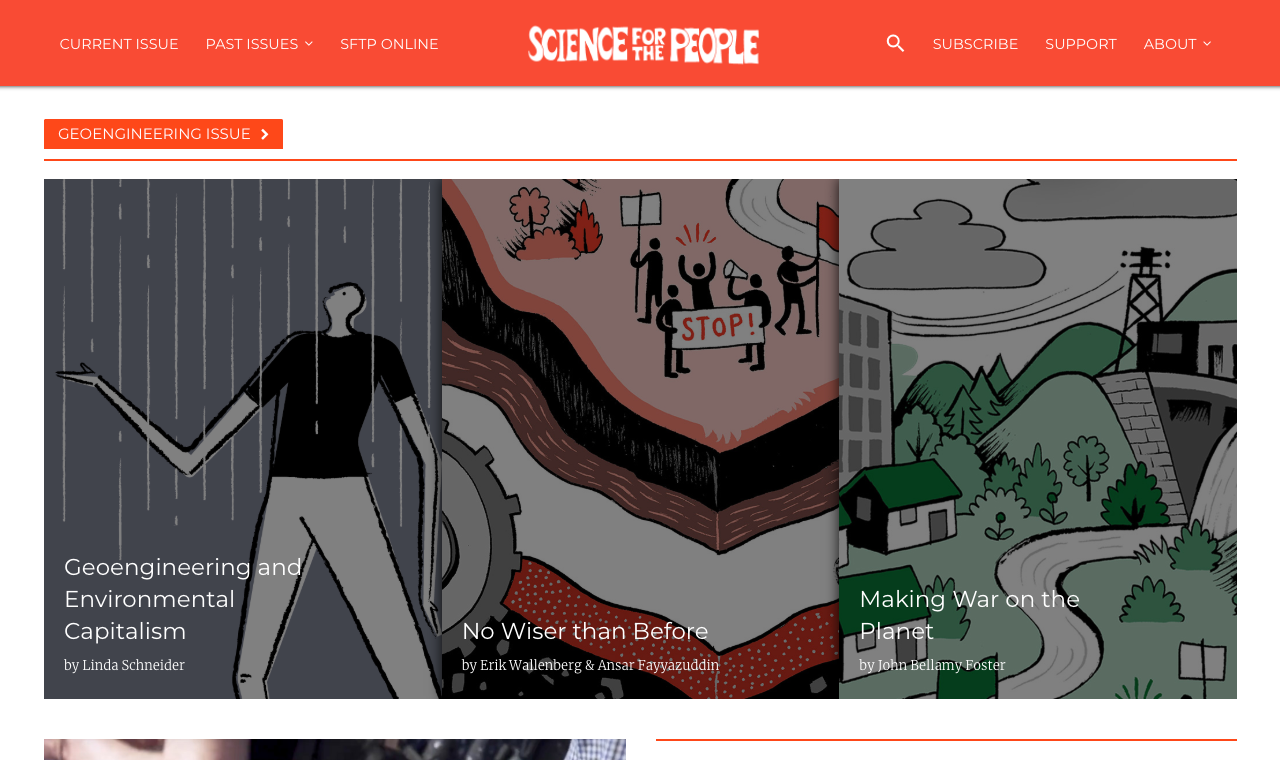 CURRENT ISSUE
PAST ISSUES
SFTP ONLINE
SCIENCE FOR THE PEOPLE
SUBSCRIBE
SUPPORT
ABOUT
GEOENGINEERING ISSUE
STOP!
Geoengineering and
Environmental
Capitalism
by Linda Schneider
No Wiser than Before
by Erik Wallenberg & Ansar Fayyazuddin
Making War on the
Planet
by John Bellamy Foster